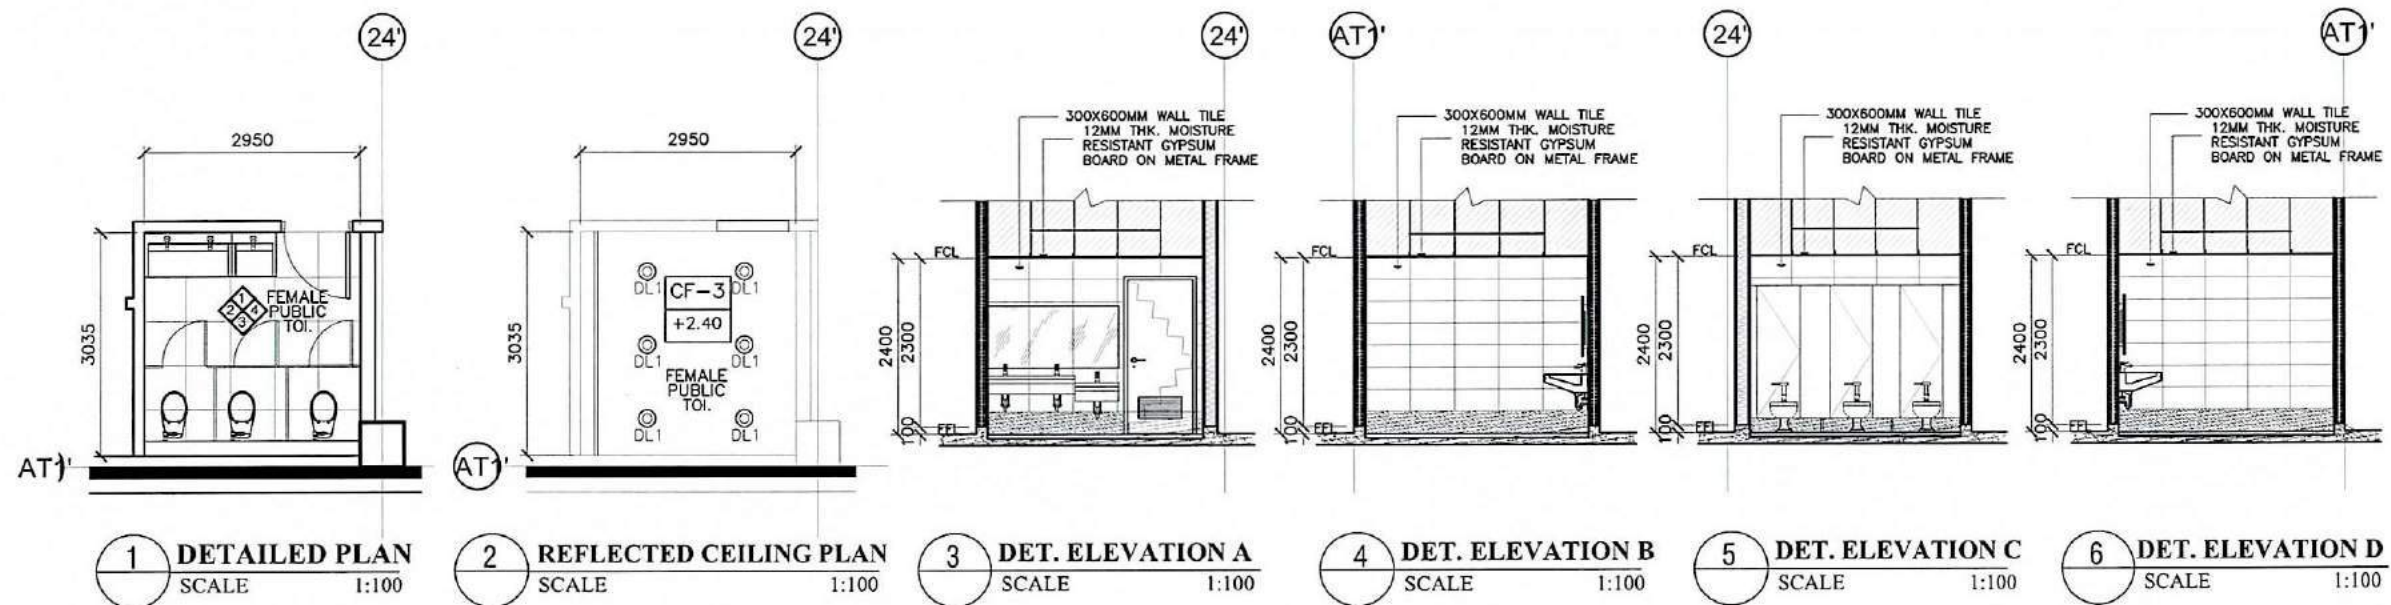 24'
2950
3035
1
2 4
3
FEMALE
PUBLIC
TOI.
AT1'
1 DETAILED PLAN
SCALE 1:100
24'
2950
3035
DL1 DL1
CF-3
+2.40
DL1 DL1
FEMALE
PUBLIC
TOI.
DL1 DL1
AT1'
2 REFLECTED CEILING PLAN
SCALE 1:100
24'
300X600MM WALL TILE
12MM THK. MOISTURE
RESISTANT GYPSUM
BOARD ON METAL FRAME
FCL
2400
2300
100
FFL
3 DET. ELEVATION A
SCALE 1:100
AT1'
300X600MM WALL TILE
12MM THK. MOISTURE
RESISTANT GYPSUM
BOARD ON METAL FRAME
FCL
2400
2300
100
FFL
4 DET. ELEVATION B
SCALE 1:100
24'
300X600MM WALL TILE
12MM THK. MOISTURE
RESISTANT GYPSUM
BOARD ON METAL FRAME
FCL
2400
2300
100
FFL
5 DET. ELEVATION C
SCALE 1:100
AT1'
300X600MM WALL TILE
12MM THK. MOISTURE
RESISTANT GYPSUM
BOARD ON METAL FRAME
FCL
2400
2300
100
FFL
6 DET. ELEVATION D
SCALE 1:100